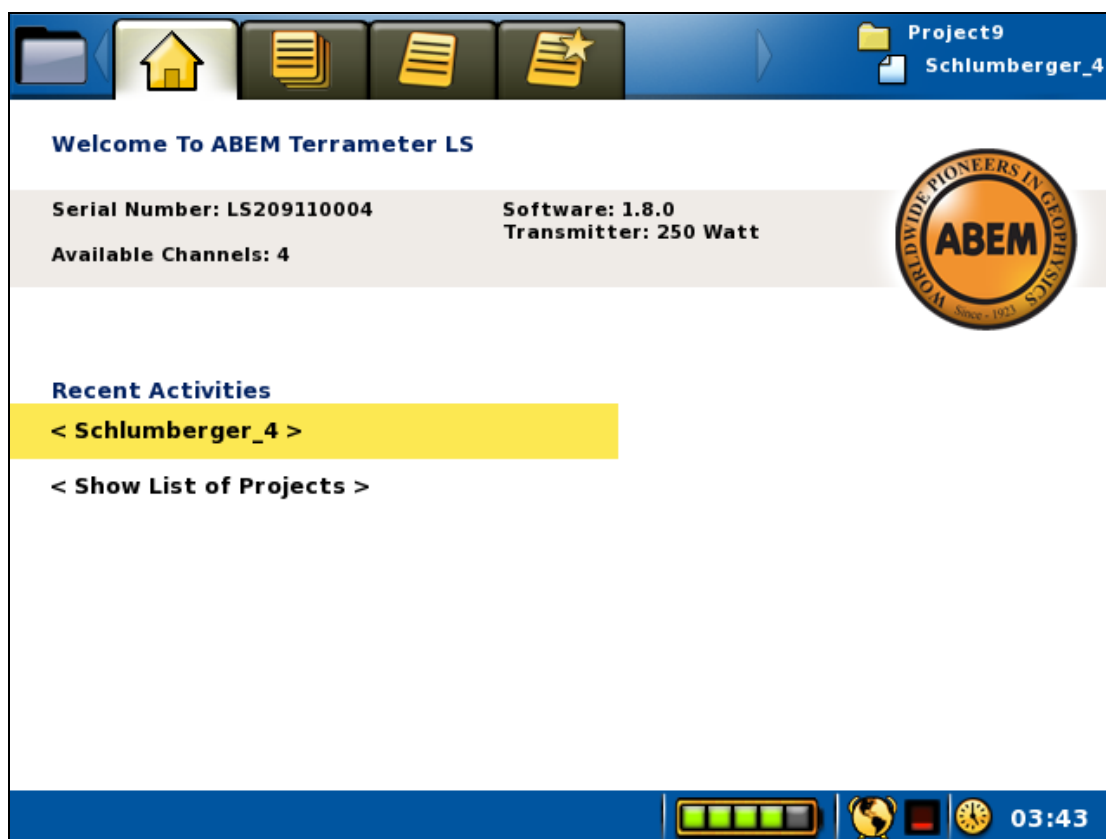 Project9
Schlumberger_4
Welcome To ABEM Terrameter LS
Serial Number: LS209110004
Software: 1.8.0
Transmitter: 250 Watt
Available Channels: 4
WORLDWIDE PIONEERS IN GEOPHYSICS
ABEM
Since - 1923
Recent Activities
< Schlumberger_4 >
< Show List of Projects >
03:43